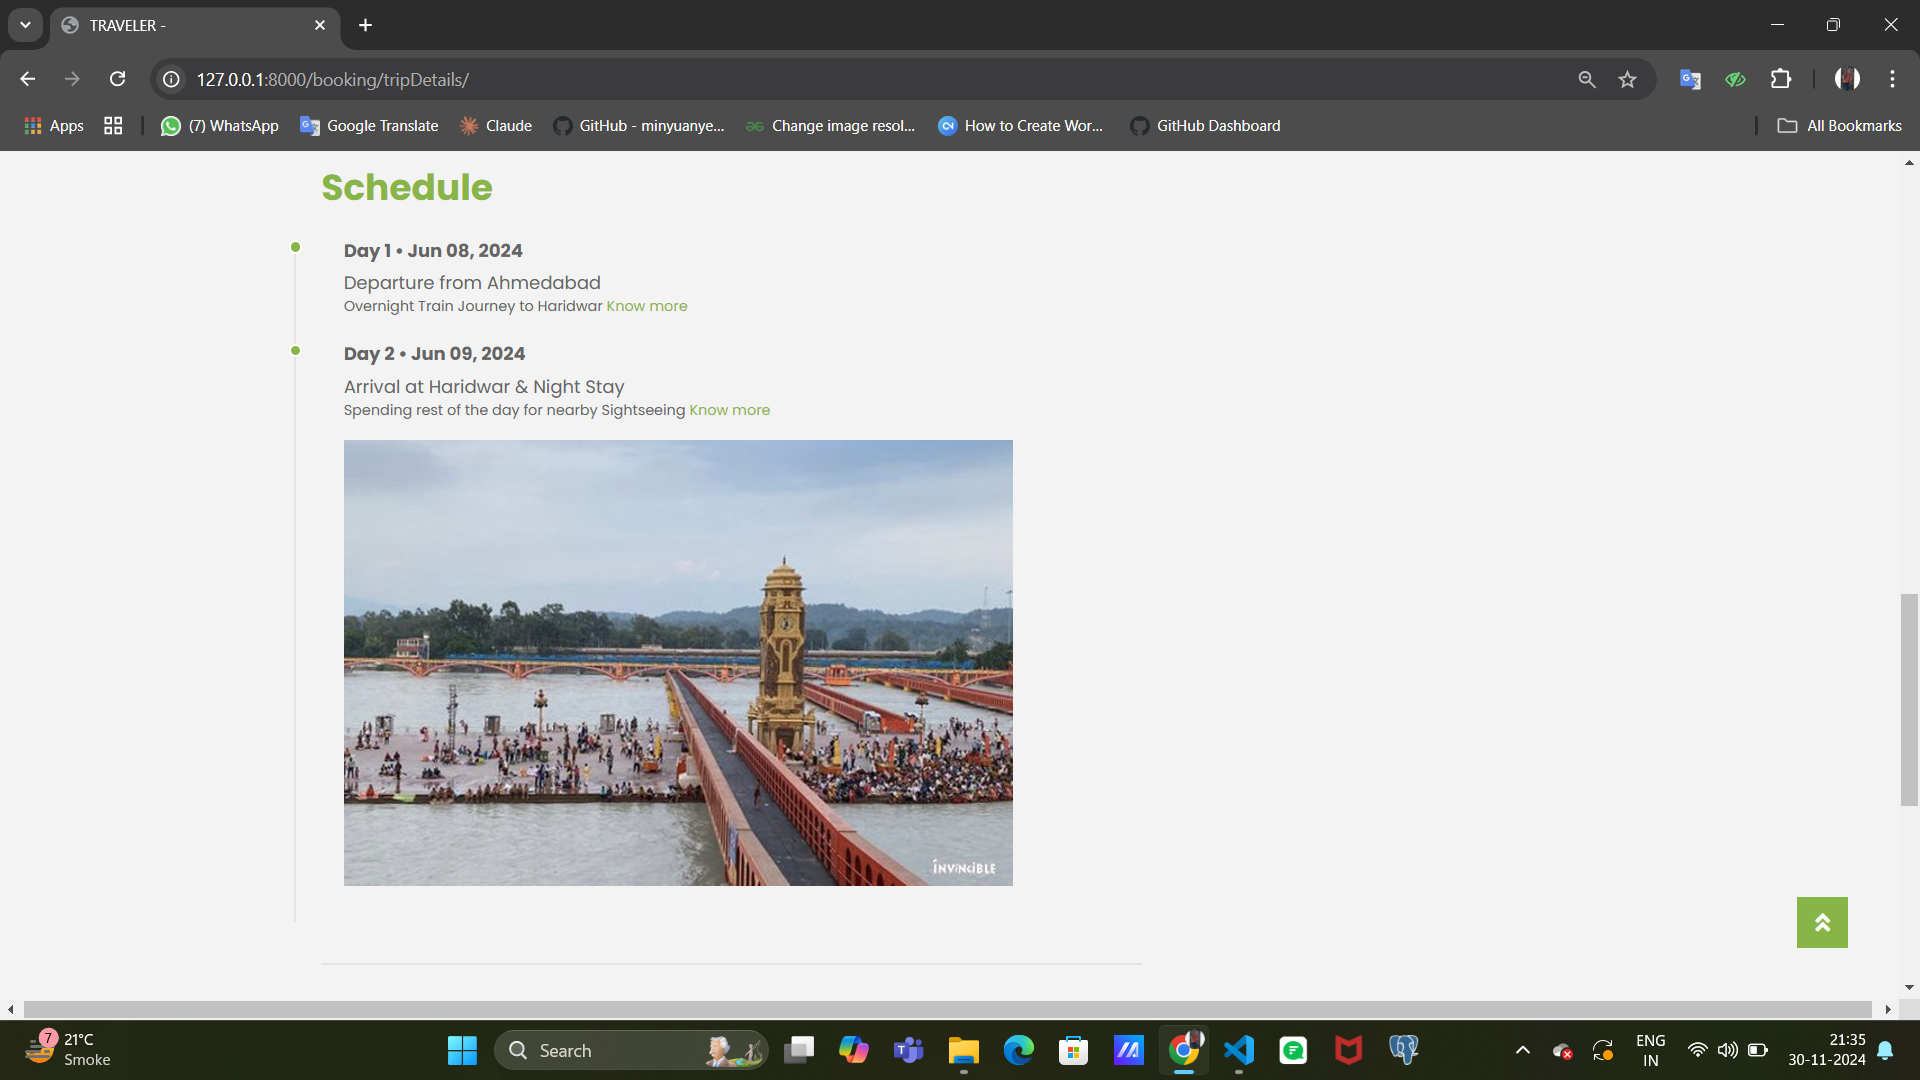 TRAVELER -
127.0.0.1:8000/booking/tripDetails/
Apps
(7) WhatsApp
Google Translate
Claude
GitHub - minyuanye...
Change image resol...
How to Create Wor...
GitHub Dashboard
All Bookmarks
Schedule
Day 1 • Jun 08, 2024
Departure from Ahmedabad
Overnight Train Journey to Haridwar Know more
Day 2 • Jun 09, 2024
Arrival at Haridwar & Night Stay
Spending rest of the day for nearby Sightseeing Know more
INVINCIBLE
7
21°C
Smoke
Search
ENG
IN
21:35
30-11-2024